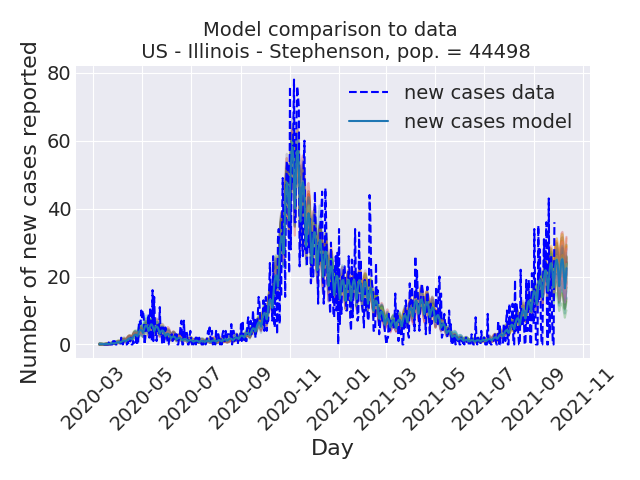 Model comparison to data
US - Illinois - Stephenson, pop. = 44498
Number of new cases reported
80
60
40
20
0
new cases data
new cases model
2020-03
2020-05
2020-07
2020-09
2020-11
2021-01
2021-03
2021-05
2021-07
2021-09
2021-11
Day